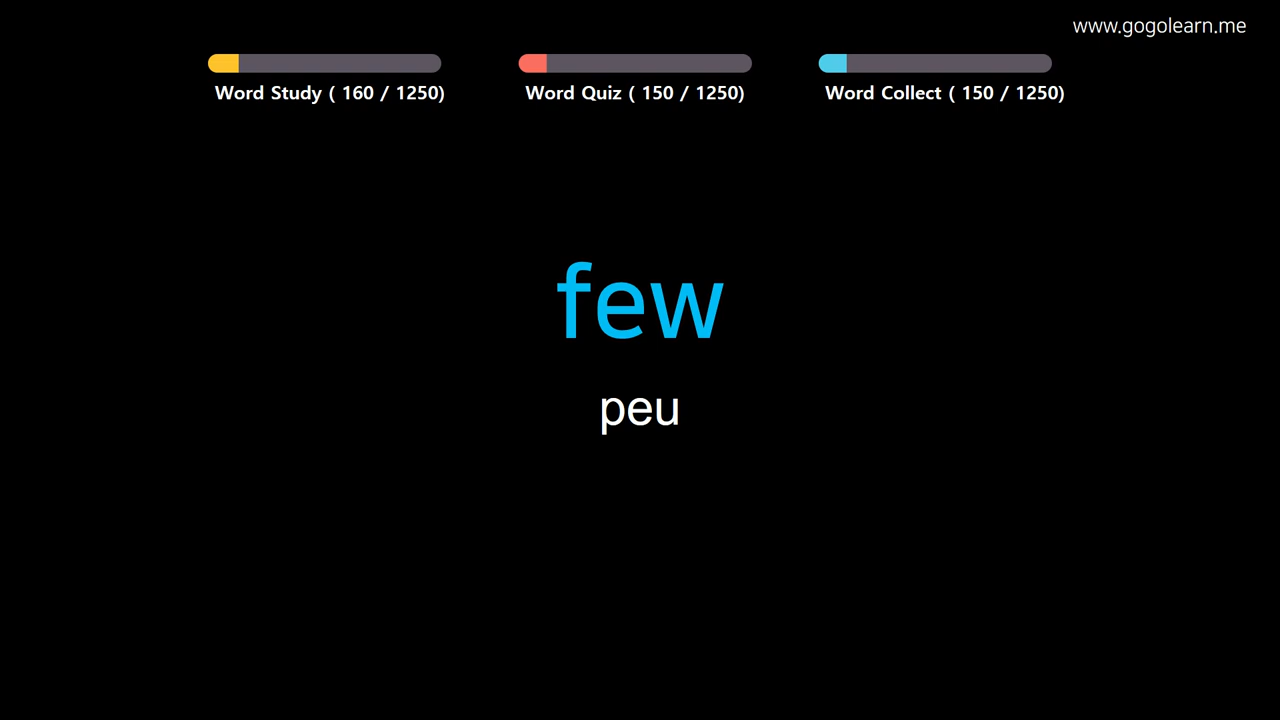 www.gogolearn.me
Word Study ( 160 / 1250)
Word Quiz ( 150 / 1250)
Word Collect ( 150 / 1250)
few
peu